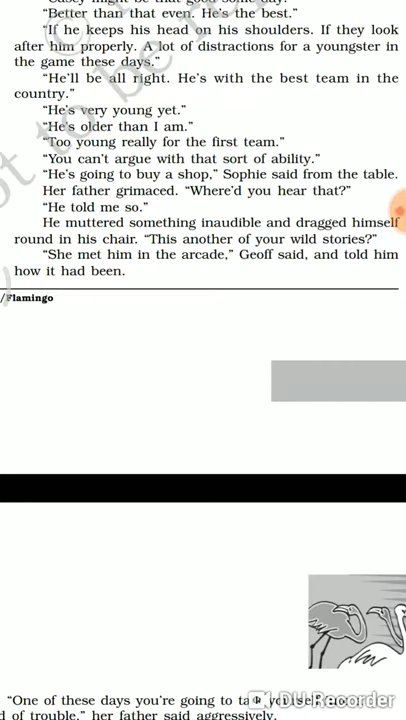 "Better than that even. He's the best."
"If he keeps his head on his shoulders. If they look
after him properly. A lot of distractions for a youngster in
the game these days."
"He'll be all right. He's with the best team in the
country."
"He's very young yet."
"He's older than I am."
"Too young really for the first team."
"You can't argue with that sort of ability."
"He's going to buy a shop," Sophie said from the table.
Her father grimaced. "Where'd you hear that?"
"He told me so."
He muttered something inaudible and dragged himself
round in his chair. "This another of your wild stories?"
"She met him in the arcade," Geoff said, and told him
how it had been.
/Flamingo
"One of these days you're going to talk yourself
of trouble," her father said aggressively.
DU Recorder